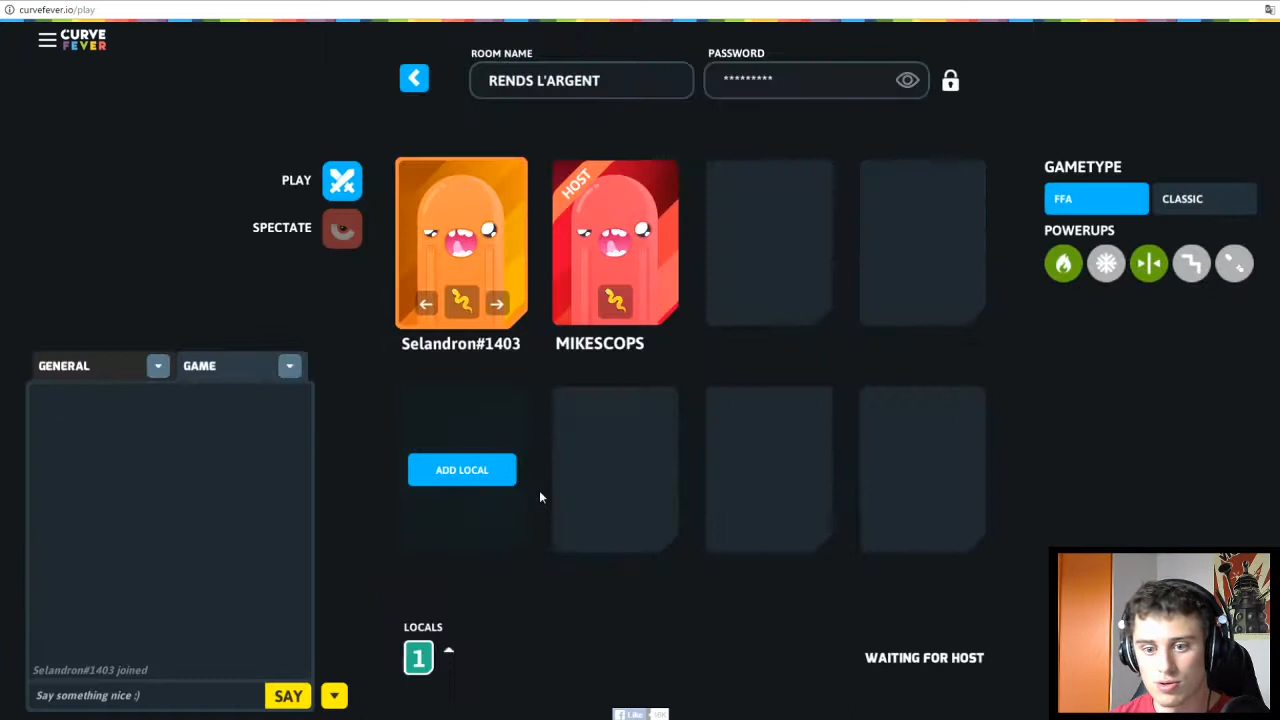 curvefever.io/play
CURVE
FEVER
ROOM NAME
PASSWORD
RENDS L'ARGENT
*********
PLAY
SPECTATE
HOST
Selandron#1403
MIKESCOPS
GAMETYPE
FFA
CLASSIC
POWERUPS
GENERAL
GAME
ADD LOCAL
Selandron#1403 joined
Say something nice :)
SAY
LOCALS
1
WAITING FOR HOST
Like